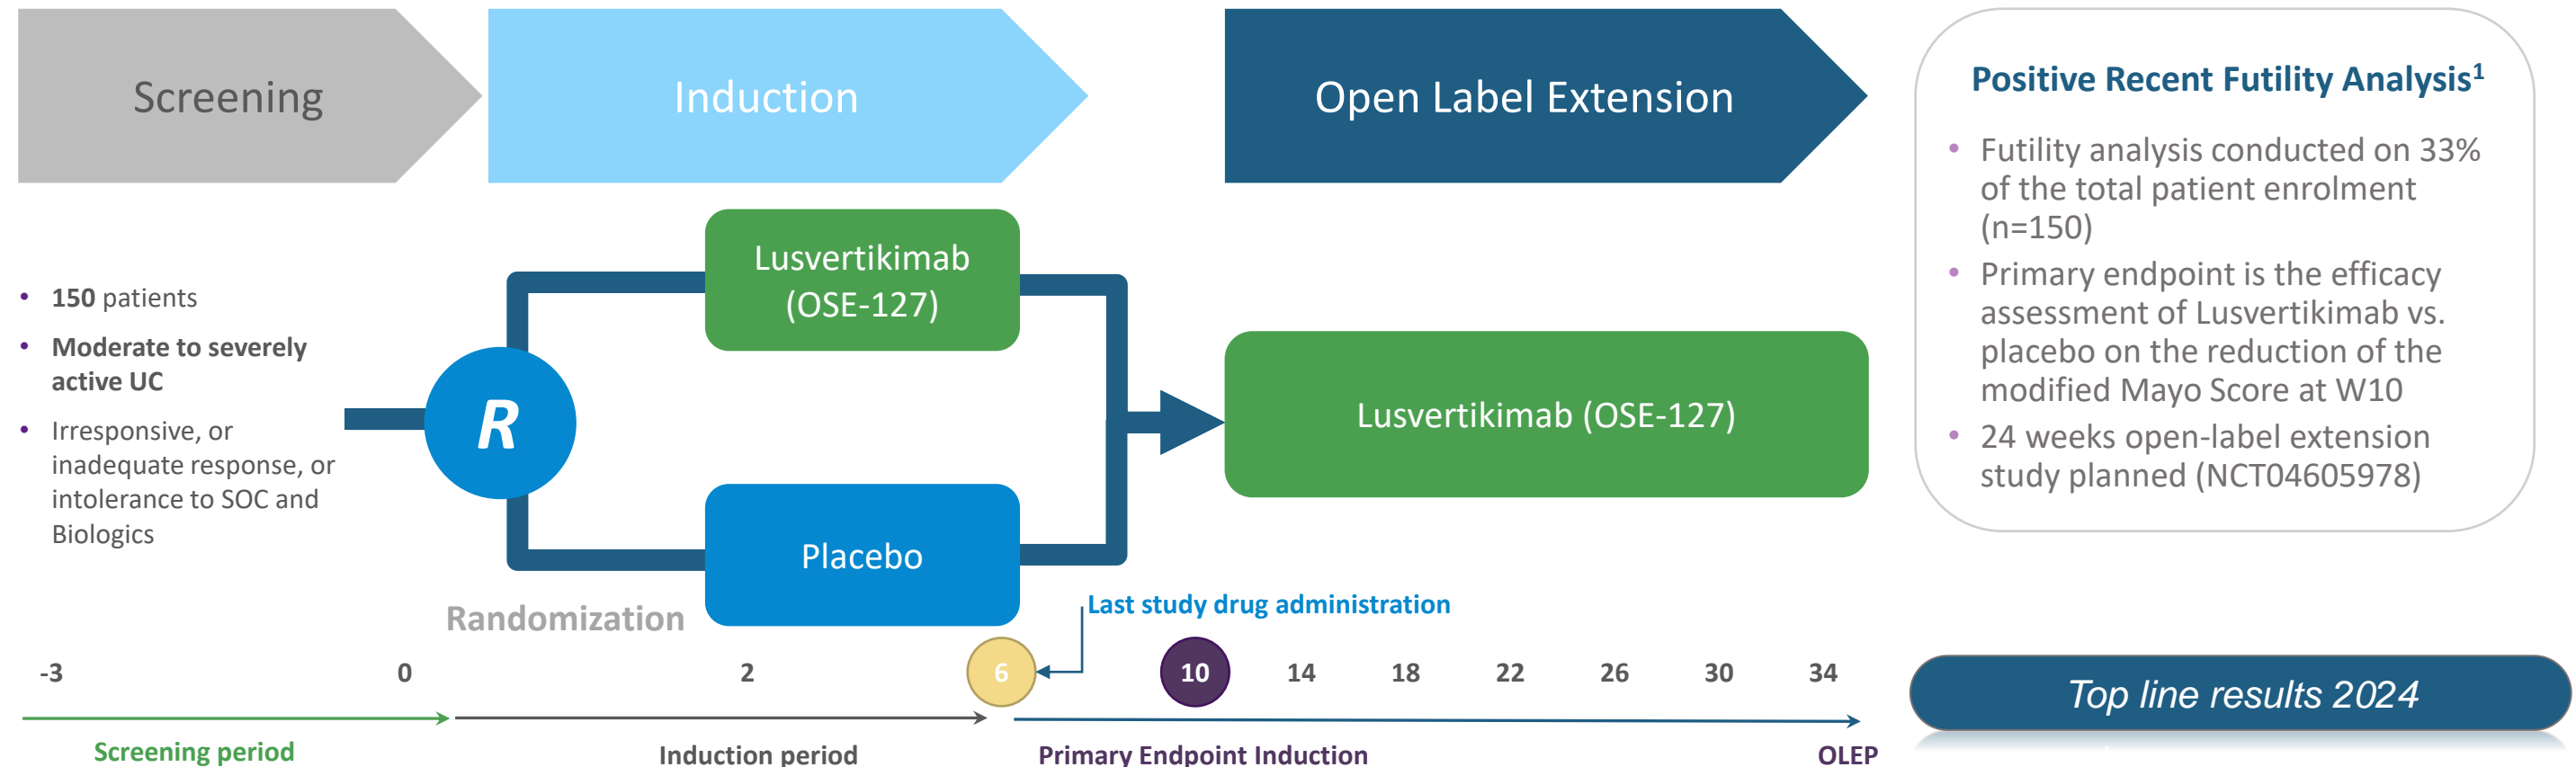 Screening
Induction
Open Label Extension
• 150 patients
• Moderate to severely
active UC
• Irresponsive, or
inadequate response, or
intolerance to SOC and
Biologics
R
Lusvertikimab
(OSE-127)
Placebo
Lusvertikimab (OSE-127)
Randomization
Last study drug administration
-3 0 2 6 10 14 18 22 26 30 34
Screening period
Induction period
Primary Endpoint Induction
OLEP
Positive Recent Futility Analysis1
• Futility analysis conducted on 33%
of the total patient enrolment
(n=150)
• Primary endpoint is the efficacy
assessment of Lusvertikimab vs.
placebo on the reduction of the
modified Mayo Score at W10
• 24 weeks open-label extension
study planned (NCT04605978)
Top line results 2024